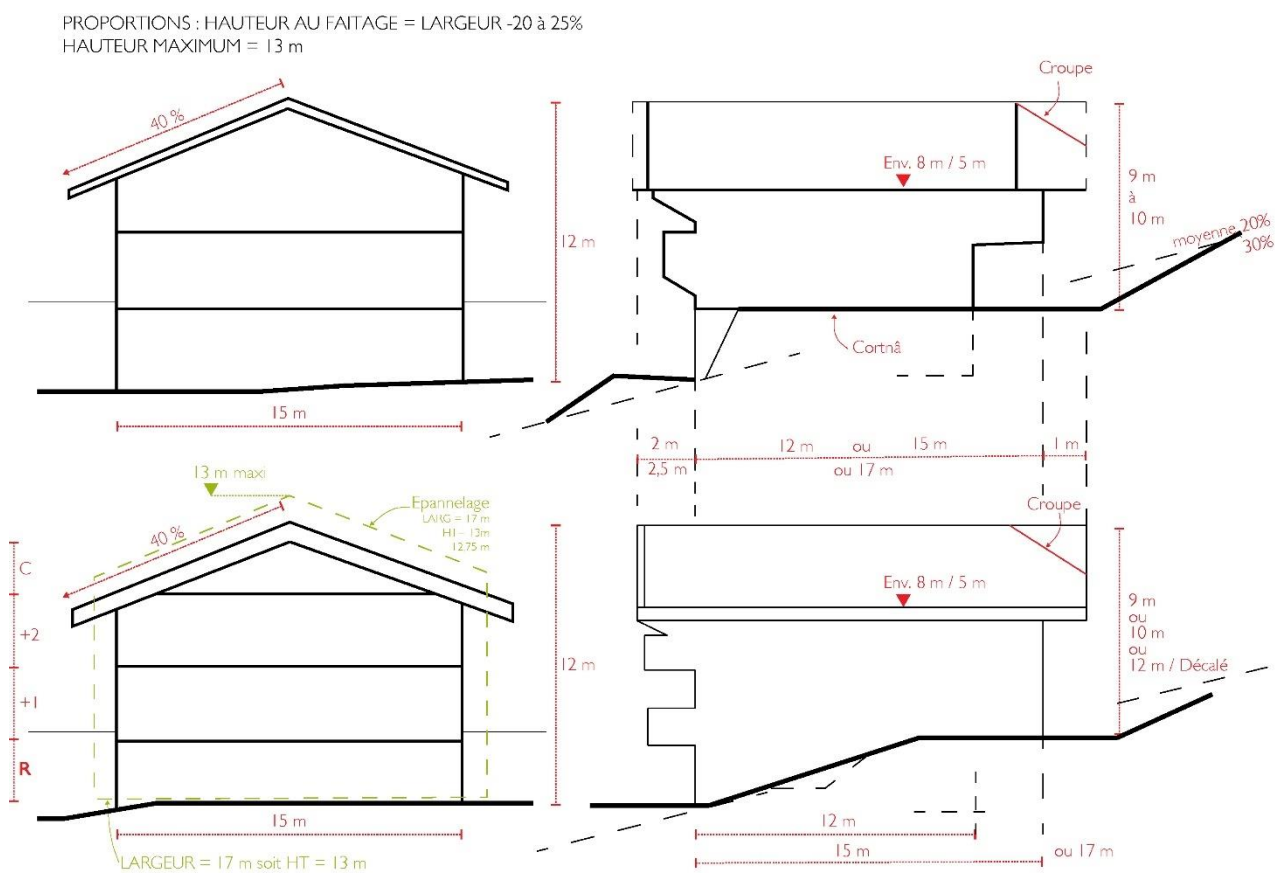 PROPORTIONS : HAUTEUR AU FAITAGE = LARGEUR -20 à 25%
HAUTEUR MAXIMUM = 13 m
40 %
12 m
15 m
Croupe
Env. 8 m / 5 m
9 m
à
10 m
moyenne 20%
30%
Cortnâ
2 m
2,5 m
12 m ou 15 m
ou 17 m
1 m
13 m maxi
Epannelage
LARG = 17 m
HT = 13m
12,75 m
40%
C
+2
+1
R
12 m
15 m
LARGEUR = 17 m soit HT = 13 m
Croupe
Env. 8 m / 5 m
9 m
ou
10 m
ou
12 m / Décalé
12 m
15 m
ou 17 m